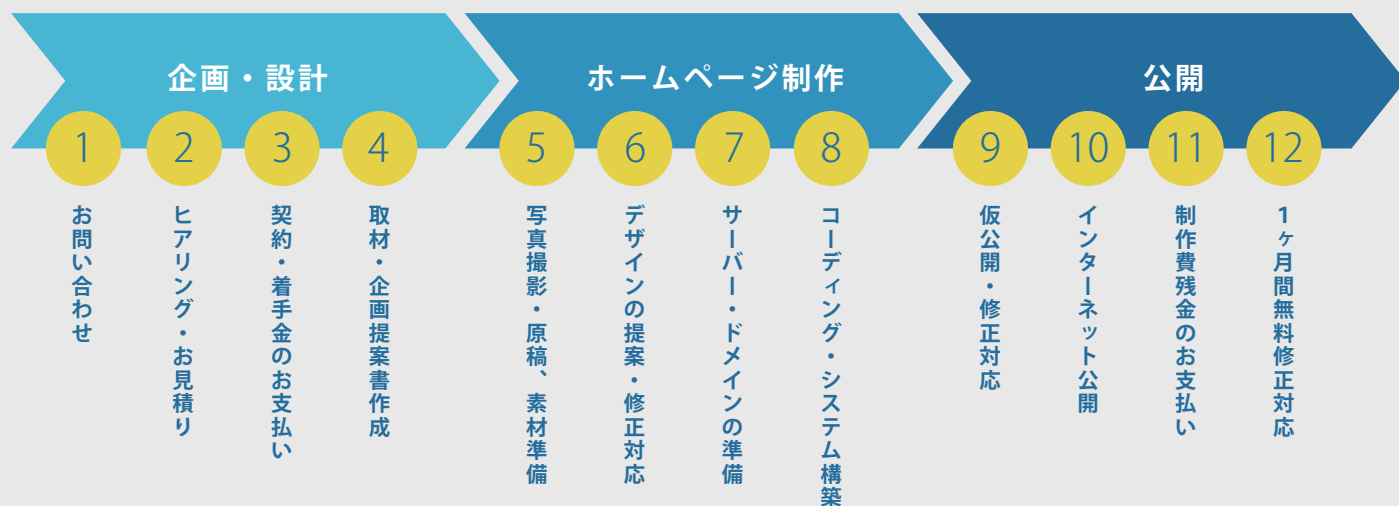 企画・設計
1
お問い合わせ
2
ヒアリング・お見積り
3
契約・着手金のお支払い
4
取材・企画提案書作成
ホームページ制作
5
写真撮影・原稿、素材準備
6
デザインの提案・修正対応
7
サーバー・ドメインの準備
8
コーディング・システム構築
公開
9
仮公開・修正対応
10
インターネット公開
11
制作費残金のお支払い
12
1ヶ月間無料修正対応